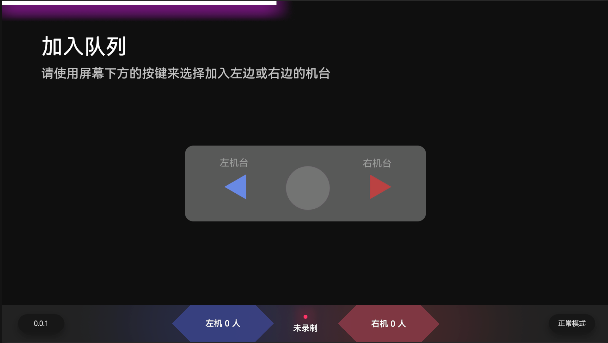 加入队列
请使用屏幕下方的按键来选择加入左边或右边的机台
左机台
右机台
0.0.1
左机 0 人
未录制
右机 0 人
正常模式